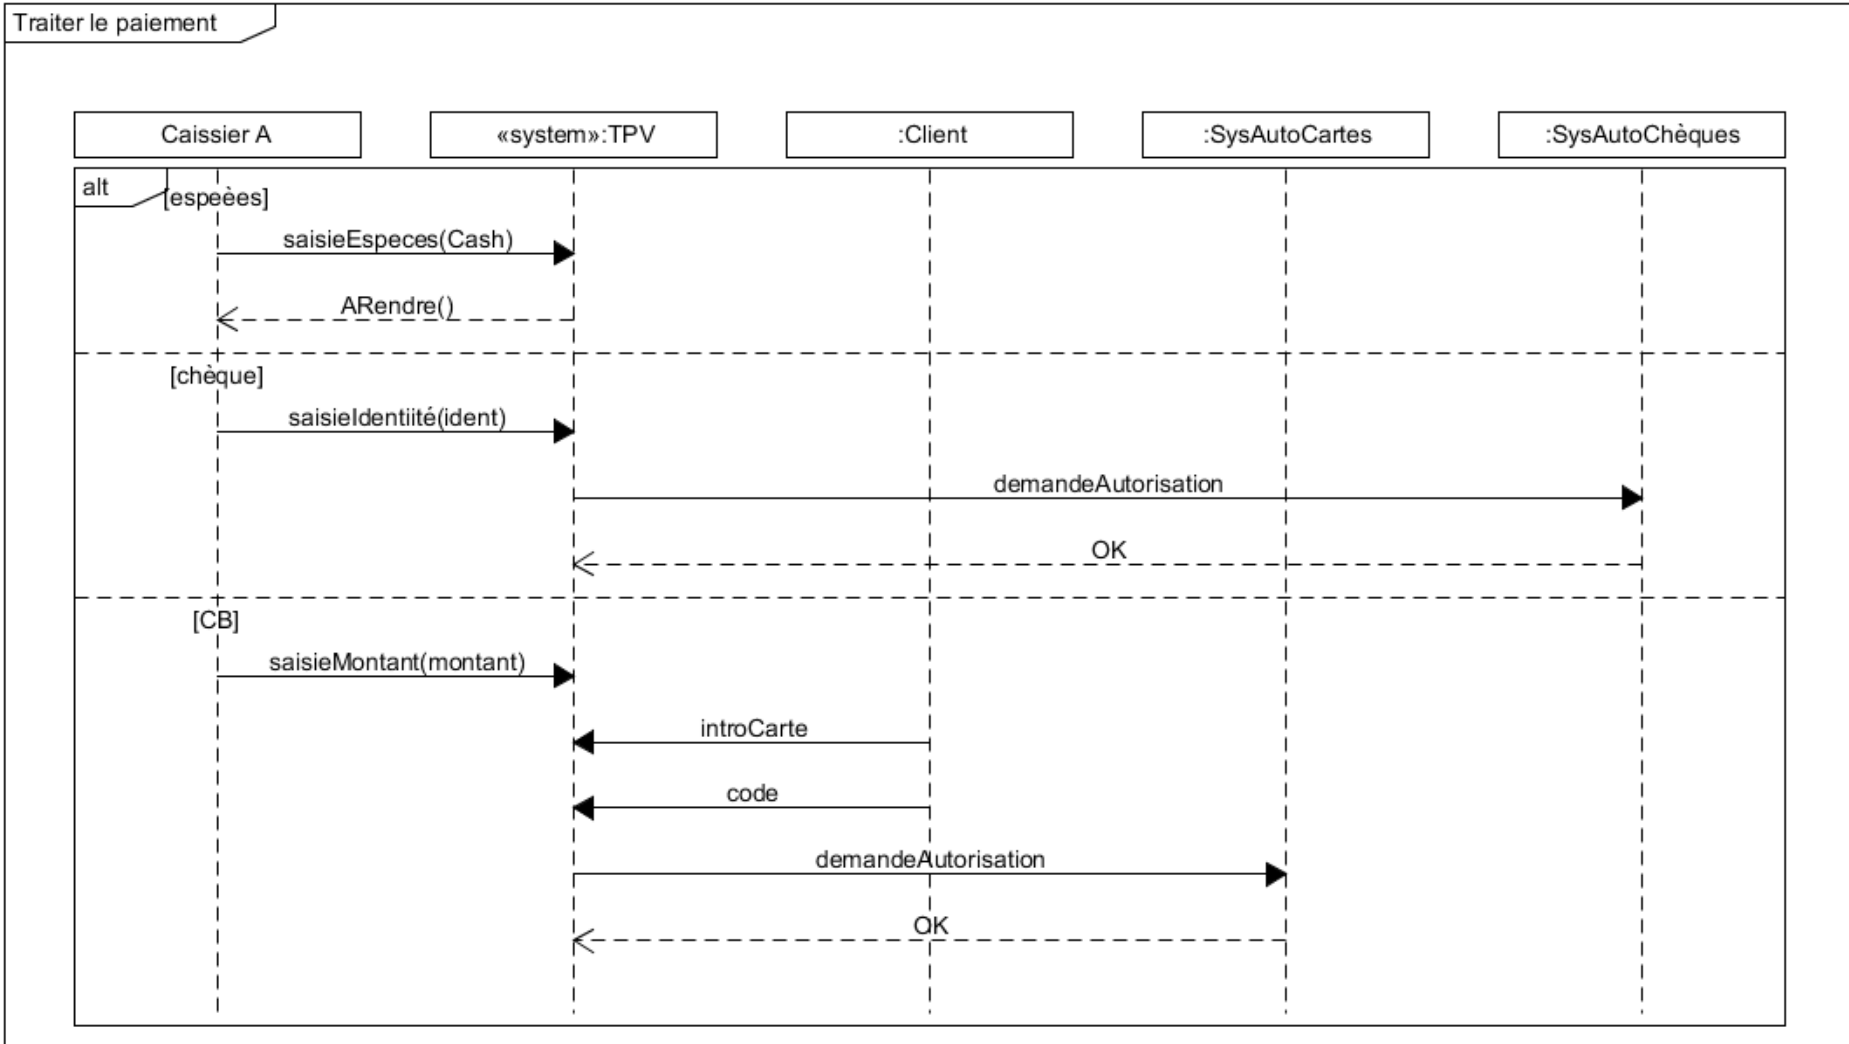 Traiter le paiement
Caissier A
«system»:TPV
:Client
:SysAutoCartes
:SysAutoChèques
alt
[espeèes]
saisieEspeces(Cash)
ARendre()
[chèque]
saisieIdentiité(ident)
demandeAutorisation
OK
[CB]
saisieMontant(montant)
introCarte
code
demandeAutorisation
OK